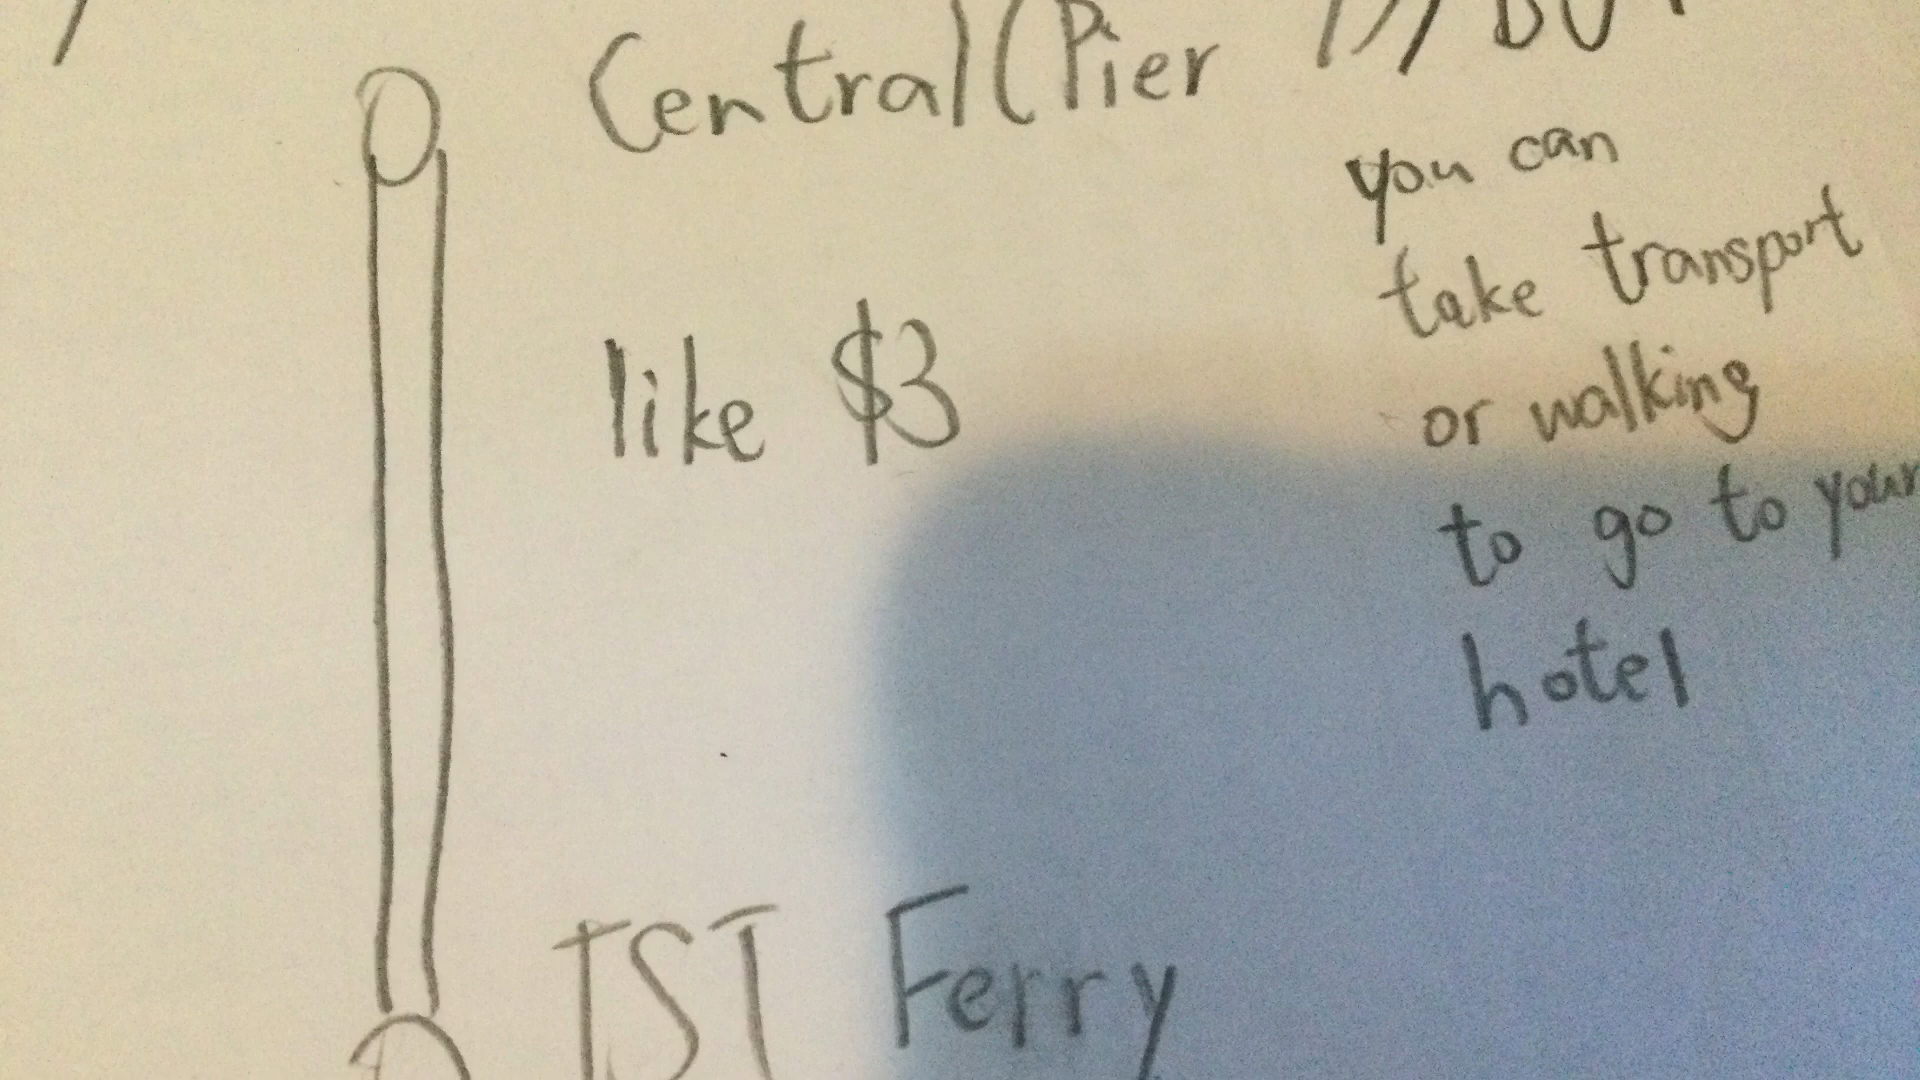 Central (Pier
you can
take transport
like $3
or walking
to go to your
hotel
TST Ferry